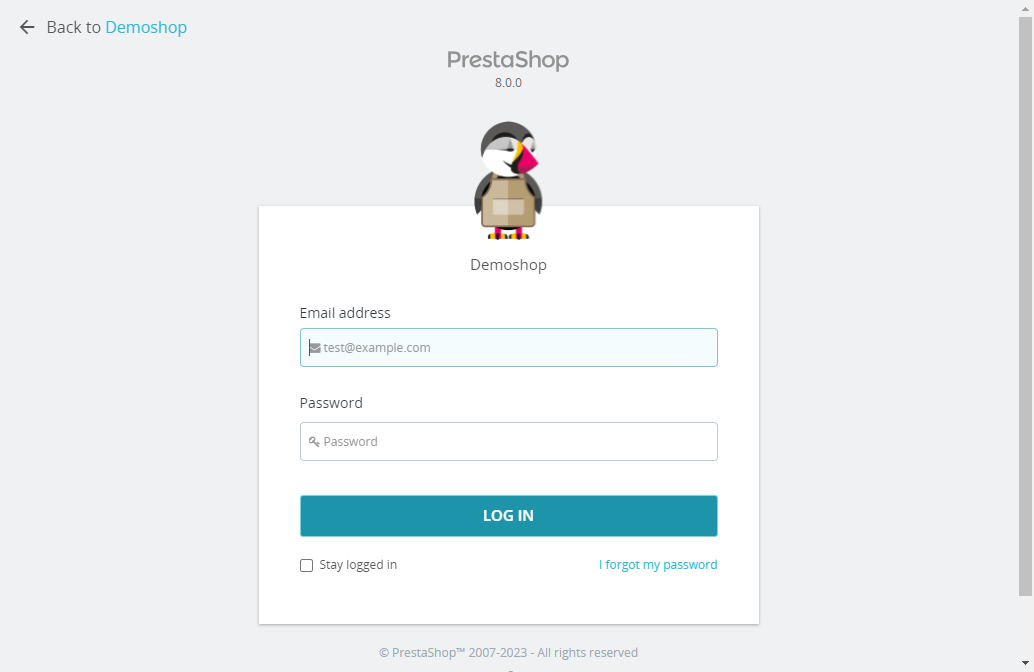 Back to Demoshop
PrestaShop
8.0.0
Demoshop
Email address
test@example.com
Password
Password
LOG IN
Stay logged in
I forgot my password
© PrestaShop™ 2007-2023 - All rights reserved